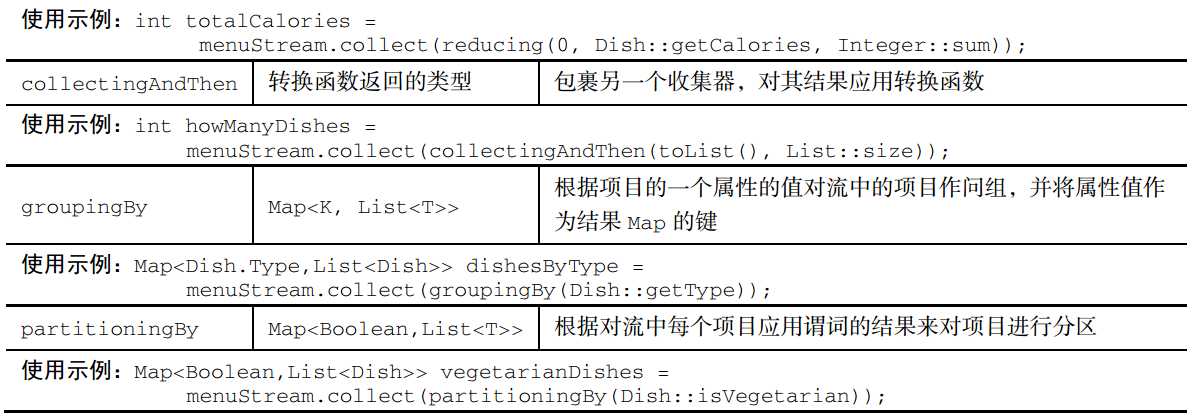 使用示例：int totalCalories =
menuStream.collect(reducing(0, Dish::getCalories, Integer::sum));
collectingAndThen 转换函数返回的类型 包裹另一个收集器，对其结果应用转换函数
使用示例：int howManyDishes =
menuStream.collect(collectingAndThen(toList(), List::size));
groupingBy Map<K, List<T>> 根据项目的一个属性的值对流中的项目作问组，并将属性值作
为结果 Map 的键
使用示例：Map<Dish.Type,List<Dish>> dishesByType =
menuStream.collect(groupingBy(Dish::getType));
partitioningBy Map<Boolean,List<T>> 根据对流中每个项目应用谓词的结果来对项目进行分区
使用示例：Map<Boolean,List<Dish>> vegetarianDishes =
menuStream.collect(partitioningBy(Dish::isVegetarian));